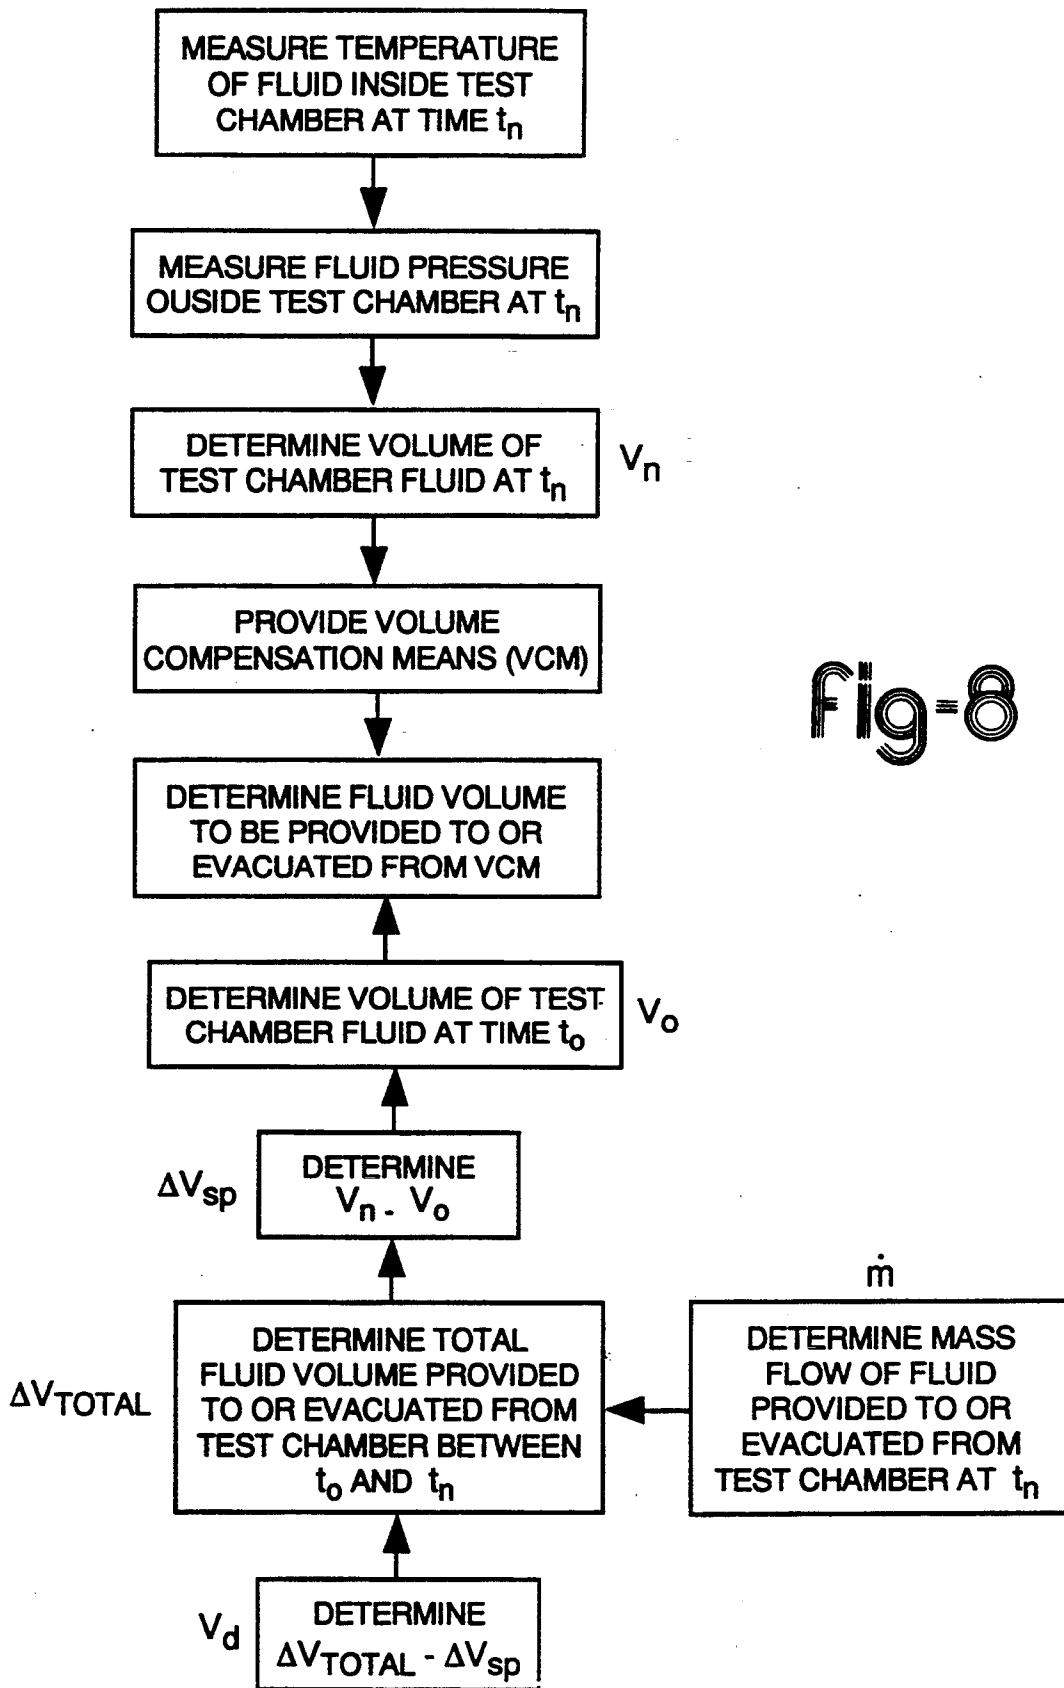 MEASURE TEMPERATURE
OF FLUID INSIDE TEST
CHAMBER AT TIME tn
MEASURE FLUID PRESSURE
OUSIDE TEST CHAMBER AT tn
DETERMINE VOLUME OF
TEST CHAMBER FLUID AT tn
Vn
PROVIDE VOLUME
COMPENSATION MEANS (VCM)
fig-8
DETERMINE FLUID VOLUME
TO BE PROVIDED TO OR
EVACUATED FROM VCM
DETERMINE VOLUME OF TEST
CHAMBER FLUID AT TIME to
Vo
ΔVsp
DETERMINE
Vn - Vo
ṁ
ΔVTOTAL
DETERMINE TOTAL
FLUID VOLUME PROVIDED
TO OR EVACUATED FROM
TEST CHAMBER BETWEEN
to AND tn
DETERMINE MASS
FLOW OF FLUID
PROVIDED TO OR
EVACUATED FROM
TEST CHAMBER AT tn
Vd
DETERMINE
ΔVTOTAL - ΔVsp